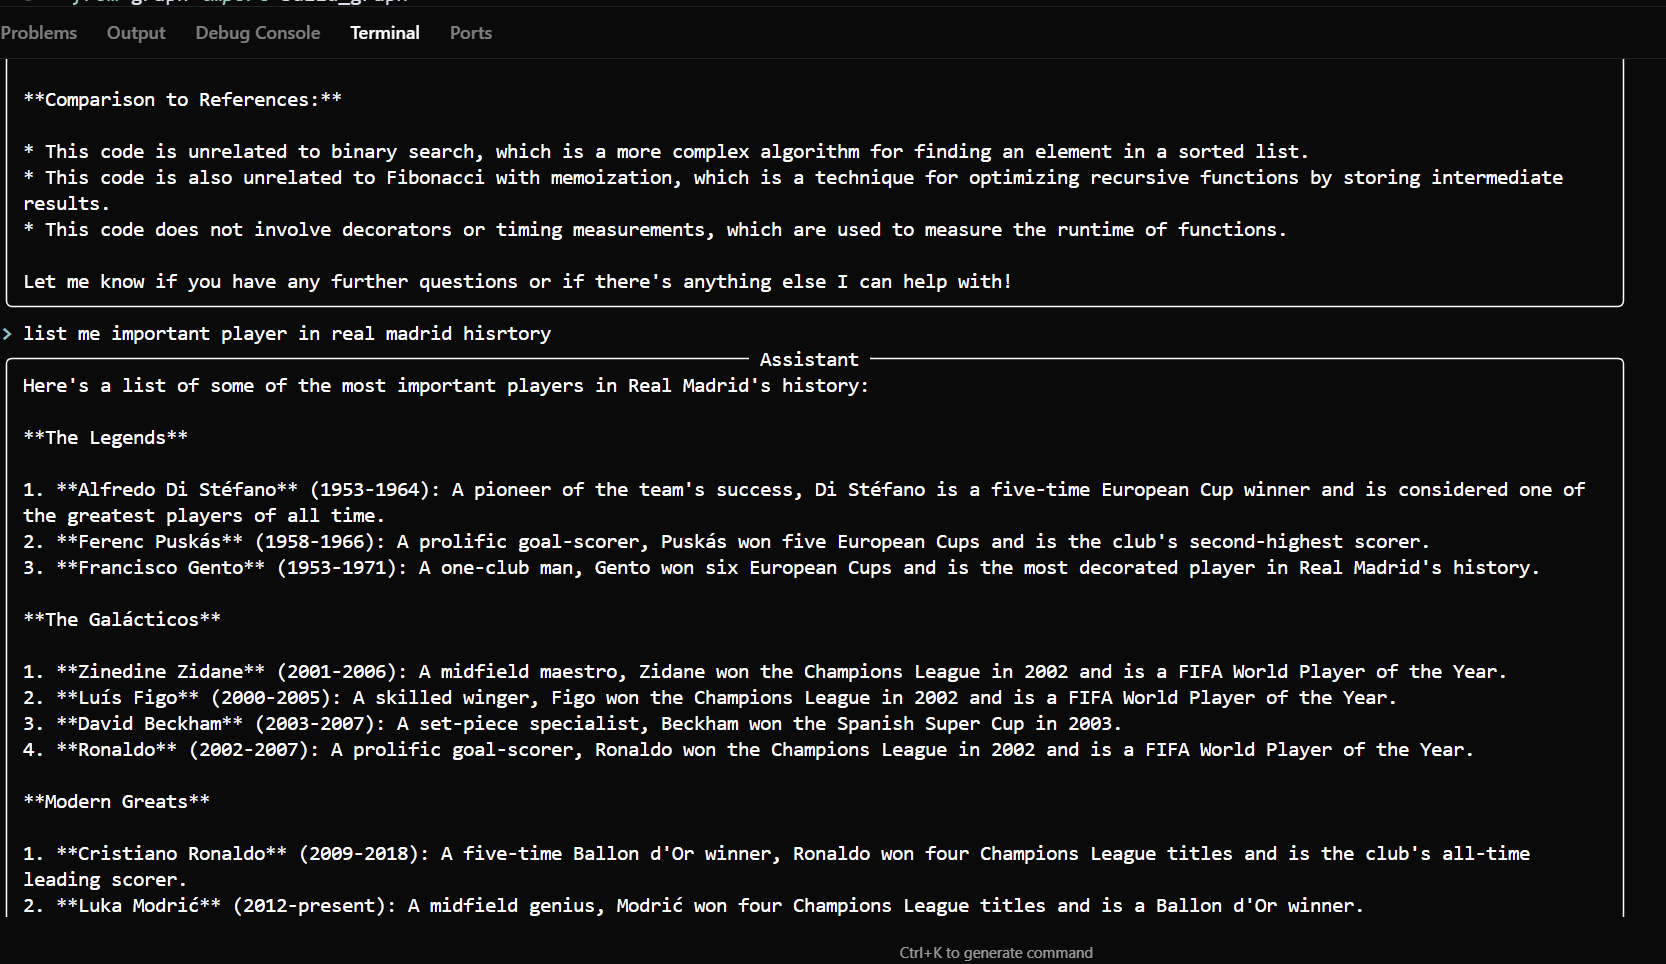 from graph import build_graph
Problems Output Debug Console Terminal Ports
**Comparison to References:**
* This code is unrelated to binary search, which is a more complex algorithm for finding an element in a sorted list.
* This code is also unrelated to Fibonacci with memoization, which is a technique for optimizing recursive functions by storing intermediate
results.
* This code does not involve decorators or timing measurements, which are used to measure the runtime of functions.
Let me know if you have any further questions or if there's anything else I can help with!
> list me important player in real madrid hisrtory
Assistant
Here's a list of some of the most important players in Real Madrid's history:
**The Legends**
1. **Alfredo Di Stéfano** (1953-1964): A pioneer of the team's success, Di Stéfano is a five-time European Cup winner and is considered one of
the greatest players of all time.
2. **Ferenc Puskás** (1958-1966): A prolific goal-scorer, Puskás won five European Cups and is the club's second-highest scorer.
3. **Francisco Gento** (1953-1971): A one-club man, Gento won six European Cups and is the most decorated player in Real Madrid's history.
**The Galácticos**
1. **Zinedine Zidane** (2001-2006): A midfield maestro, Zidane won the Champions League in 2002 and is a FIFA World Player of the Year.
2. **Luís Figo** (2000-2005): A skilled winger, Figo won the Champions League in 2002 and is a FIFA World Player of the Year.
3. **David Beckham** (2003-2007): A set-piece specialist, Beckham won the Spanish Super Cup in 2003.
4. **Ronaldo** (2002-2007): A prolific goal-scorer, Ronaldo won the Champions League in 2002 and is a FIFA World Player of the Year.
**Modern Greats**
1. **Cristiano Ronaldo** (2009-2018): A five-time Ballon d'Or winner, Ronaldo won four Champions League titles and is the club's all-time
leading scorer.
2. **Luka Modrić** (2012-present): A midfield genius, Modrić won four Champions League titles and is a Ballon d'Or winner.
Ctrl+K to generate command